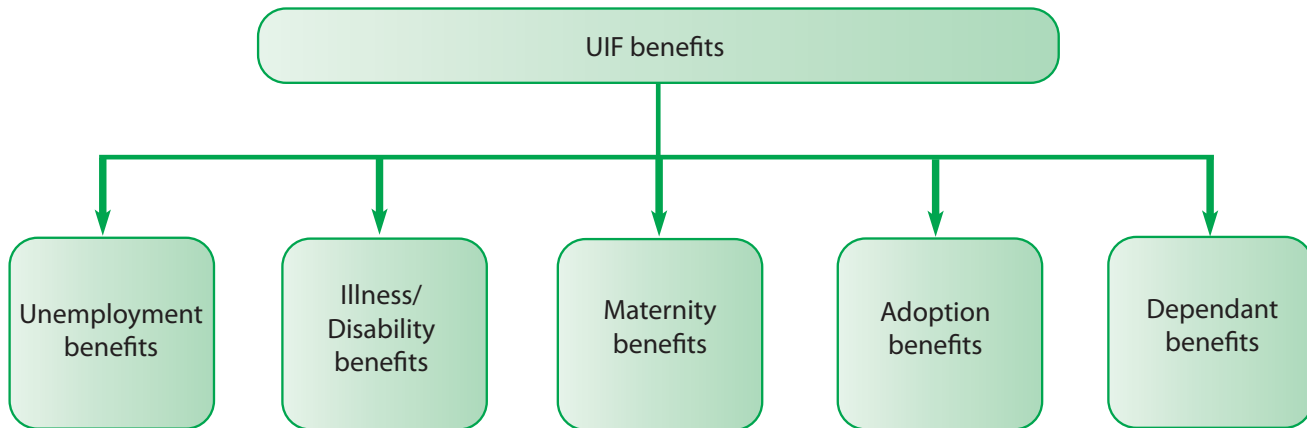 UIF benefits
Unemployment
benefits
Illness/
Disability
benefits
Maternity
benefits
Adoption
benefits
Dependant
benefits